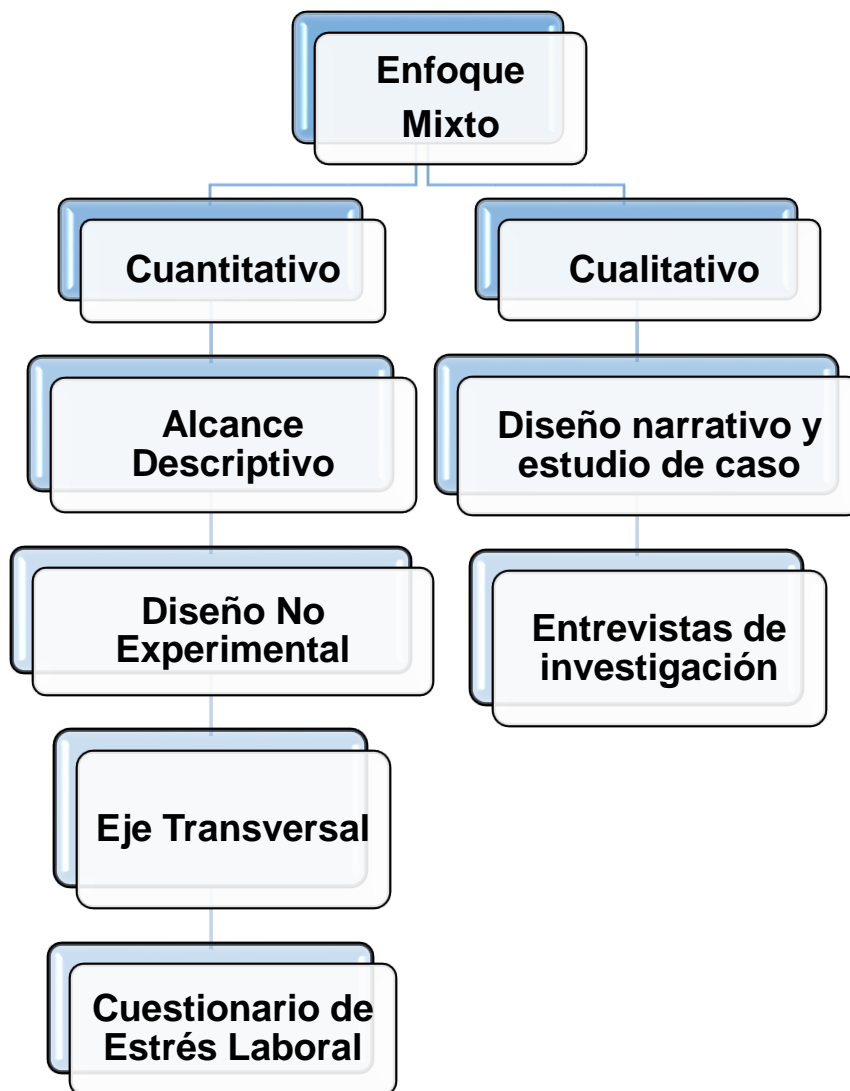 Enfoque
Mixto
Cuantitativo
Cualitativo
Alcance
Descriptivo
Diseño narrativo y
estudio de caso
Diseño No
Experimental
Entrevistas de
investigación
Eje Transversal
Cuestionario de
Estrés Laboral